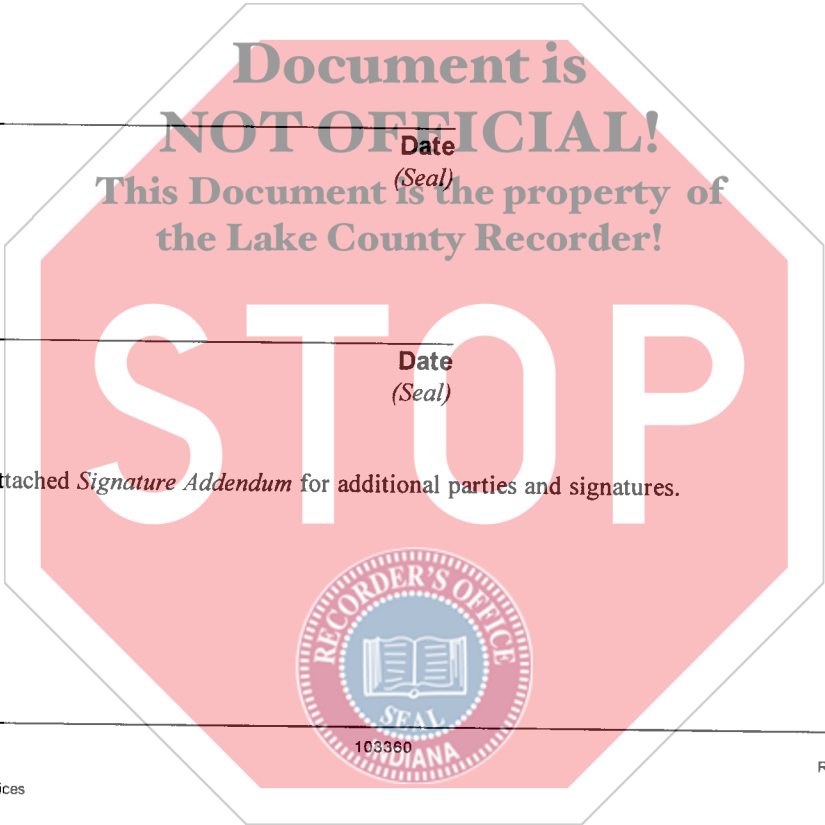 Document is
NOT OFFICIAL!
Date
(Seal)
This Document is the property of
the Lake County Recorder!
STOP
Date
(Seal)
ttached Signature Addendum for additional parties and signatures.
RECORDER'S OFFICE
SEAL
INDIANA
103360
R
ices